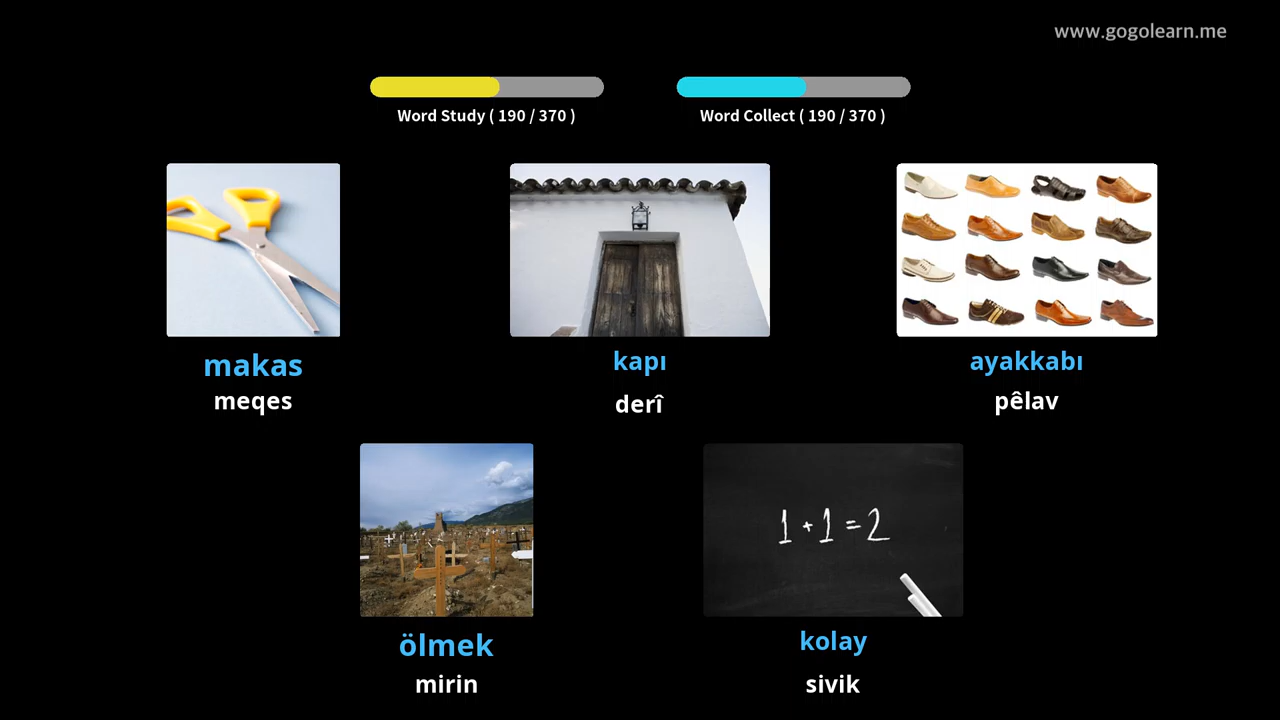 www.gogolearn.me
Word Study ( 190 / 370 )
Word Collect ( 190 / 370 )
makas
meqes
kapı
derî
ayakkabı
pêlav
1 + 1 = 2
ölmek
mirin
kolay
sivik